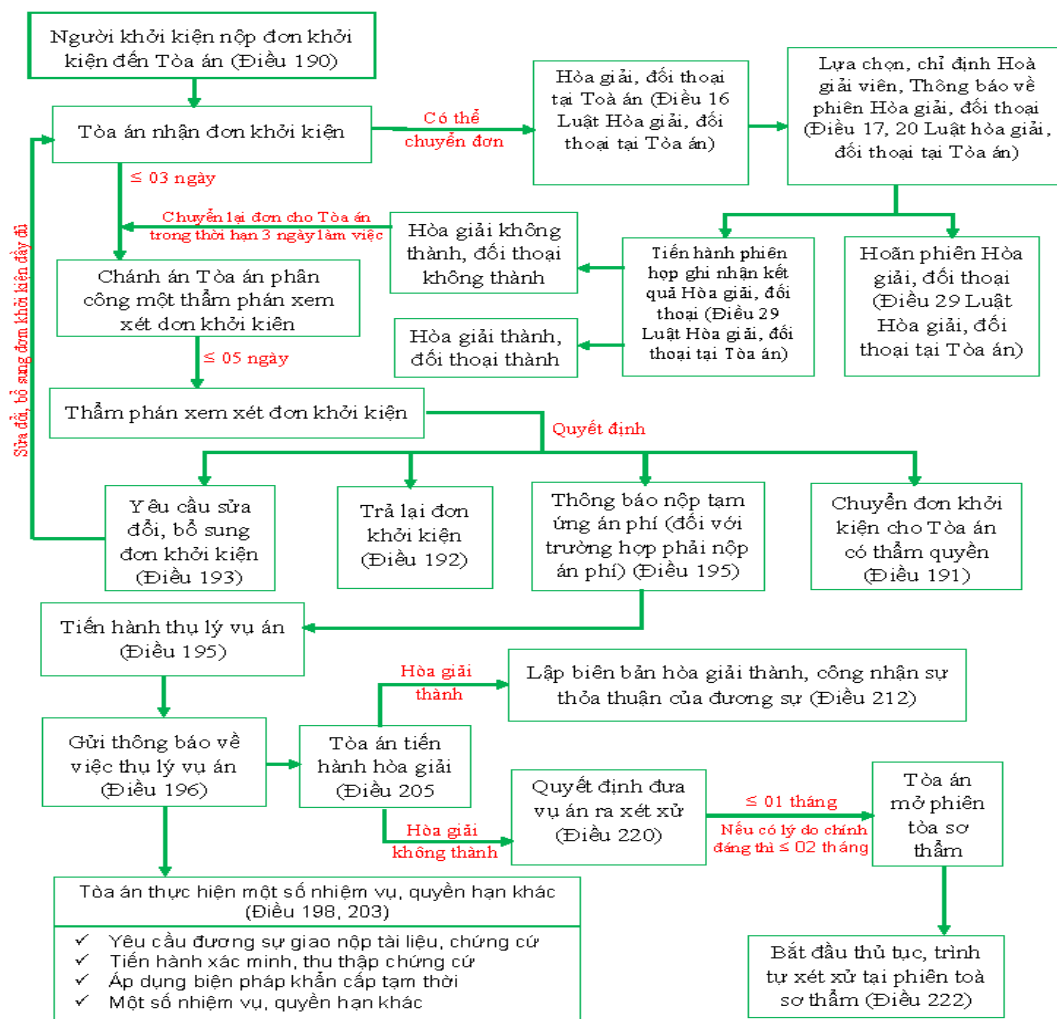 Người khởi kiện nộp đơn khởi
kiện đến Tòa án (Điều 190)
Tòa án nhận đơn khởi kiện
Có thể
chuyển đơn
Hòa giải, đối thoại
tại Toà án (Điều 16
Luật Hòa giải, đối
thoại tại Tòa án)
Lựa chọn, chỉ định Hoà
giải viên, Thông báo về
phiên Hòa giải, đối thoại
(Điều 17, 20 Luật hòa giải,
đối thoại tại Tòa án)
≤ 03 ngày
Chuyển lại đơn cho Tòa án
trong thời hạn 3 ngày làm việc
Hòa giải không
thành, đối thoại
không thành
Hòa giải thành,
đối thoại thành
Tiến hành phiên
họp ghi nhận kết
quả Hòa giải, đối
thoại (Điều 29
Luật Hòa giải, đối
thoại tại Tòa án)
Hoãn phiên Hòa
giải, đối thoại
(Điều 29 Luật
Hòa giải, đối
thoại tại Tòa án)
Chánh án Tòa án phân
công một thẩm phán xem
xét dơn khởi kiên
≤ 05 ngày
Sửa đổi, bổ sung đơn khởi kiện đầy đủ
Thẩm phán xem xét đơn khởi kiện
Quyết định
Yêu cầu sửa
đổi, bổ sung
đơn khởi kiện
(Điều 193)
Trả lại đơn
khởi kiện
(Điều 192)
Thông báo nộp tạm
ứng án phí (đối với
trường hợp phải nộp
án phí) (Điều 195)
Chuyển đơn khởi
kiện cho Tòa án
có thẩm quyền
(Điều 191)
Tiến hành thụ lý vụ án
(Điều 195)
Hòa giải
thành
Lập biên bản hòa giải thành, công nhận sự
thỏa thuận của đương sự (Điều 212)
Gửi thông báo về
việc thụ lý vụ án
(Điều 196)
Tòa án tiến
hành hòa giải
(Điều 205
Hòa giải
không thành
Quyết định đưa
vụ án ra xét xử
(Điều 220)
≤ 01 tháng
Nếu có lý do chính
đáng thì ≤ 02 tháng
Tòa án
mở phiên
tòa sơ
thẩm
Tòa án thực hiện một số nhiệm vụ, quyền hạn khác
(Điều 198, 203)
✓ Yêu cầu đương sự giao nộp tài liệu, chứng cứ
✓ Tiến hành xác minh, thu thập chứng cứ
✓ Áp dụng biện pháp khẩn cấp tạm thời
✓ Một số nhiệm vụ, quyền hạn khác
Bắt đầu thủ tục, trình
tự xét xử tại phiên toà
sơ thẩm (Điều 222)